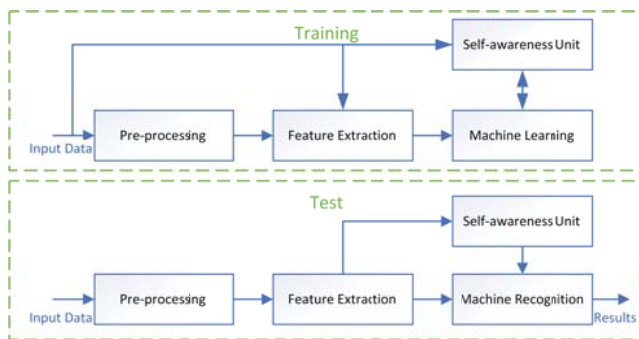 Training
Self-awareness Unit
Input Data
Pre-processing
Feature Extraction
Machine Learning
Test
Self-awareness Unit
Input Data
Pre-processing
Feature Extraction
Machine Recognition
Results